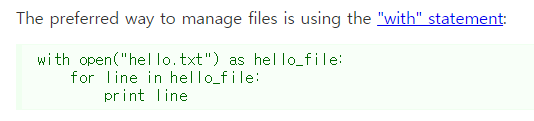 The preferred way to manage files is using the "with" statement:
with open("hello.txt") as hello_file:
    for line in hello_file:
        print line